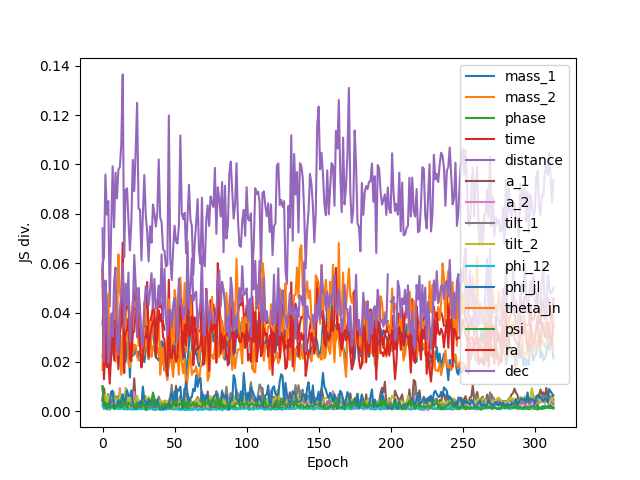 0.14
0.12
0.10
0.08
0.06
0.04
0.02
0.00
JS div.
0
50
100
150
200
250
300
Epoch
mass_1
mass_2
phase
time
distance
a_1
a_2
tilt_1
tilt_2
phi_12
phi_jl
theta_jn
psi
ra
dec